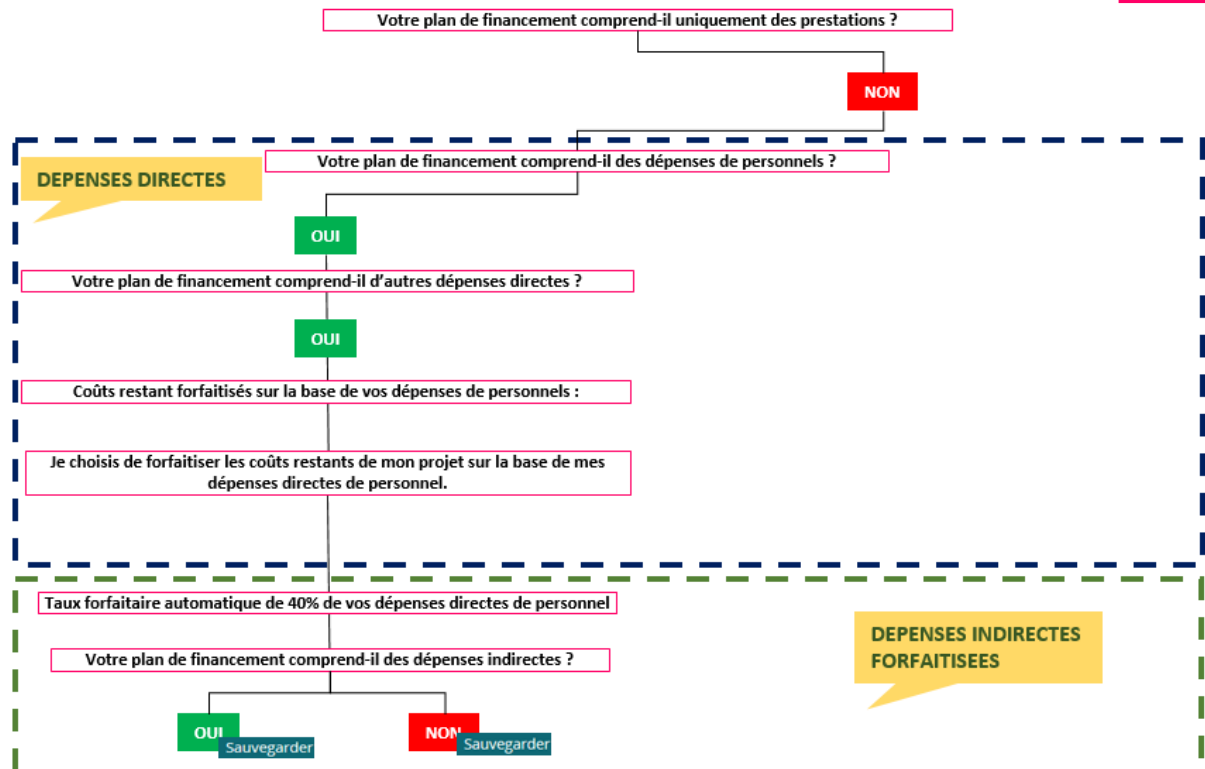 Votre plan de financement comprend-il uniquement des prestations ?
NON
Votre plan de financement comprend-il des dépenses de personnels ?
DEPENSES DIRECTES
OUI
Votre plan de financement comprend-il d'autres dépenses directes ?
OUI
Coûts restant forfaitisés sur la base de vos dépenses de personnels :
Je choisis de forfaitiser les coûts restants de mon projet sur la base de mes
dépenses directes de personnel.
Taux forfaitaire automatique de 40% de vos dépenses directes de personnel
DEPENSES INDIRECTES
FORFAITISEES
Votre plan de financement comprend-il des dépenses indirectes ?
OUI
Sauvegarder
NON
Sauvegarder